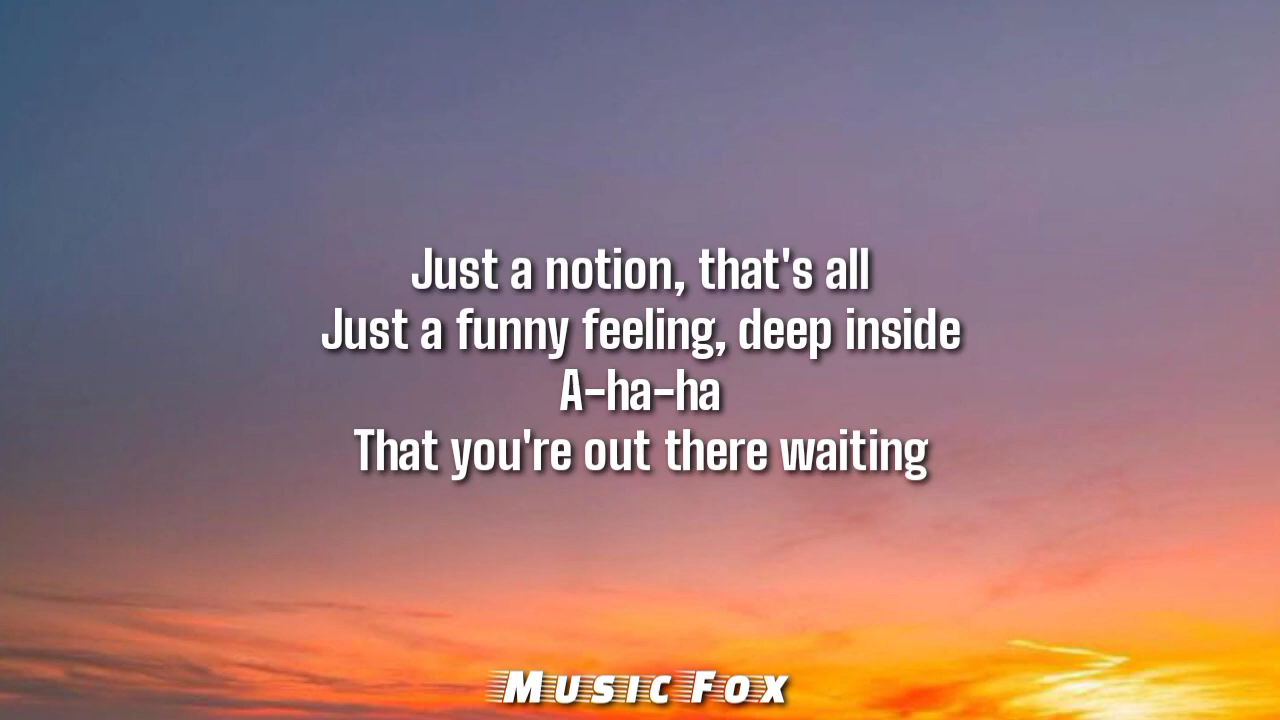 Just a notion, that's all
Just a funny feeling, deep inside
A-ha-ha
That you're out there waiting
Music Fox